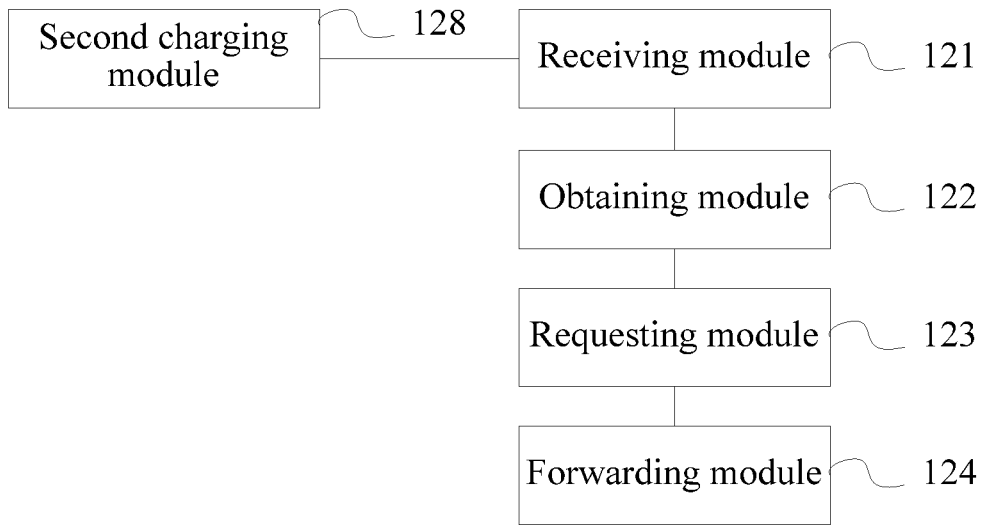 Second charging
module
128
Receiving module
121
Obtaining module
122
Requesting module
123
Forwarding module
124